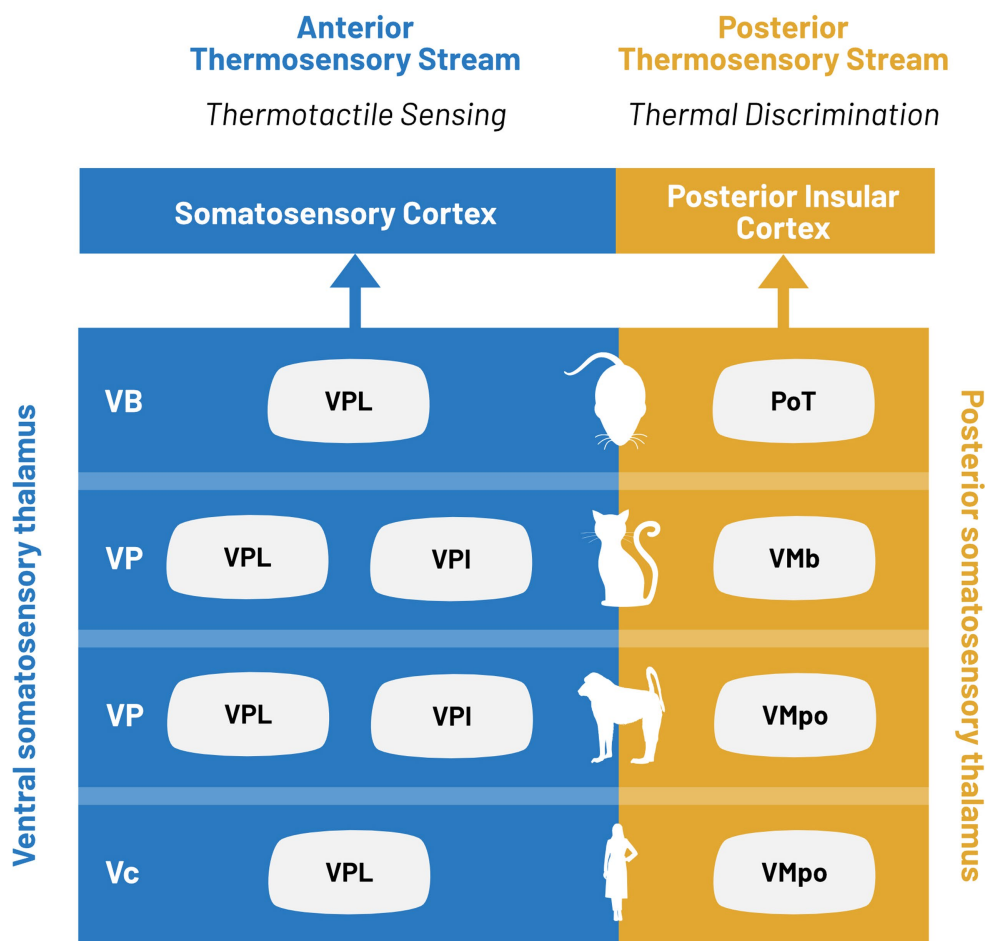 Anterior
Thermosensory Stream
Posterior
Thermosensory Stream
Thermotactile Sensing
Thermal Discrimination
Somatosensory Cortex
Posterior Insular
Cortex
Ventral somatosensory thalamus
VB
VPL
PoT
VP
VPL
VPI
VMb
VP
VPL
VPI
VMpo
Vc
VPL
VMpo
Posterior somatosensory thalamus